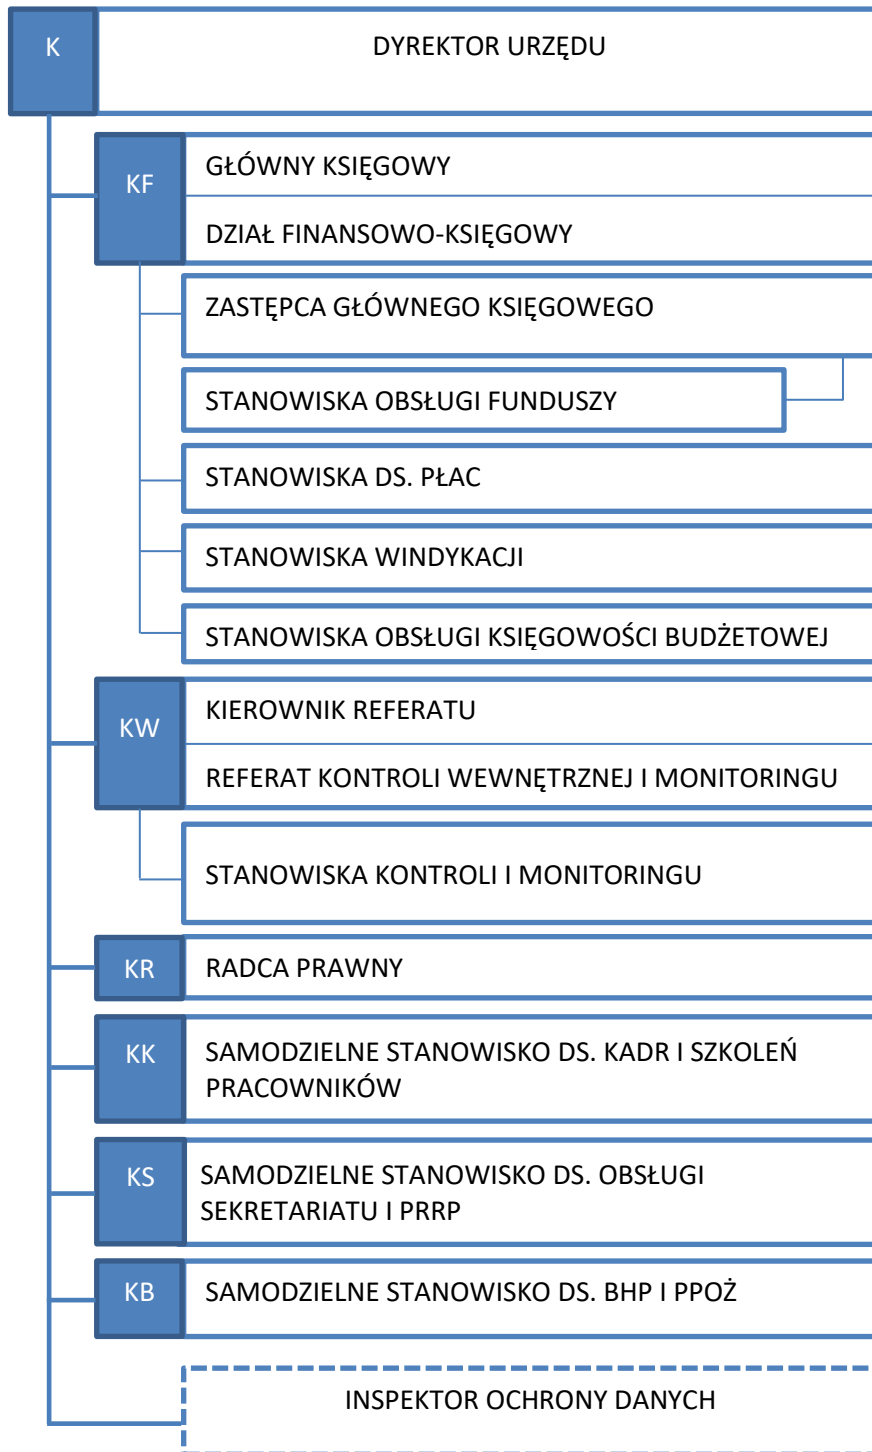 K
DYREKTOR URZĘDU
KF
GŁÓWNY KSIĘGOWY
DZIAŁ FINANSOWO-KSIĘGOWY
ZASTĘPCA GŁÓWNEGO KSIĘGOWEGO
STANOWISKA OBSŁUGI FUNDUSZY
STANOWISKA DS. PŁAC
STANOWISKA WINDYKACJI
STANOWISKA OBSŁUGI KSIĘGOWOŚCI BUDŻETOWEJ
KW
KIEROWNIK REFERATU
REFERAT KONTROLI WEWNĘTRZNEJ I MONITORINGU
STANOWISKA KONTROLI I MONITORINGU
KR
RADCA PRAWNY
KK
SAMODZIELNE STANOWISKO DS. KADR I SZKOLEŃ
PRACOWNIKÓW
KS
SAMODZIELNE STANOWISKO DS. OBSŁUGI
SEKRETARIATU I PRRP
KB
SAMODZIELNE STANOWISKO DS. BHP I PPOŻ
INSPEKTOR OCHRONY DANYCH